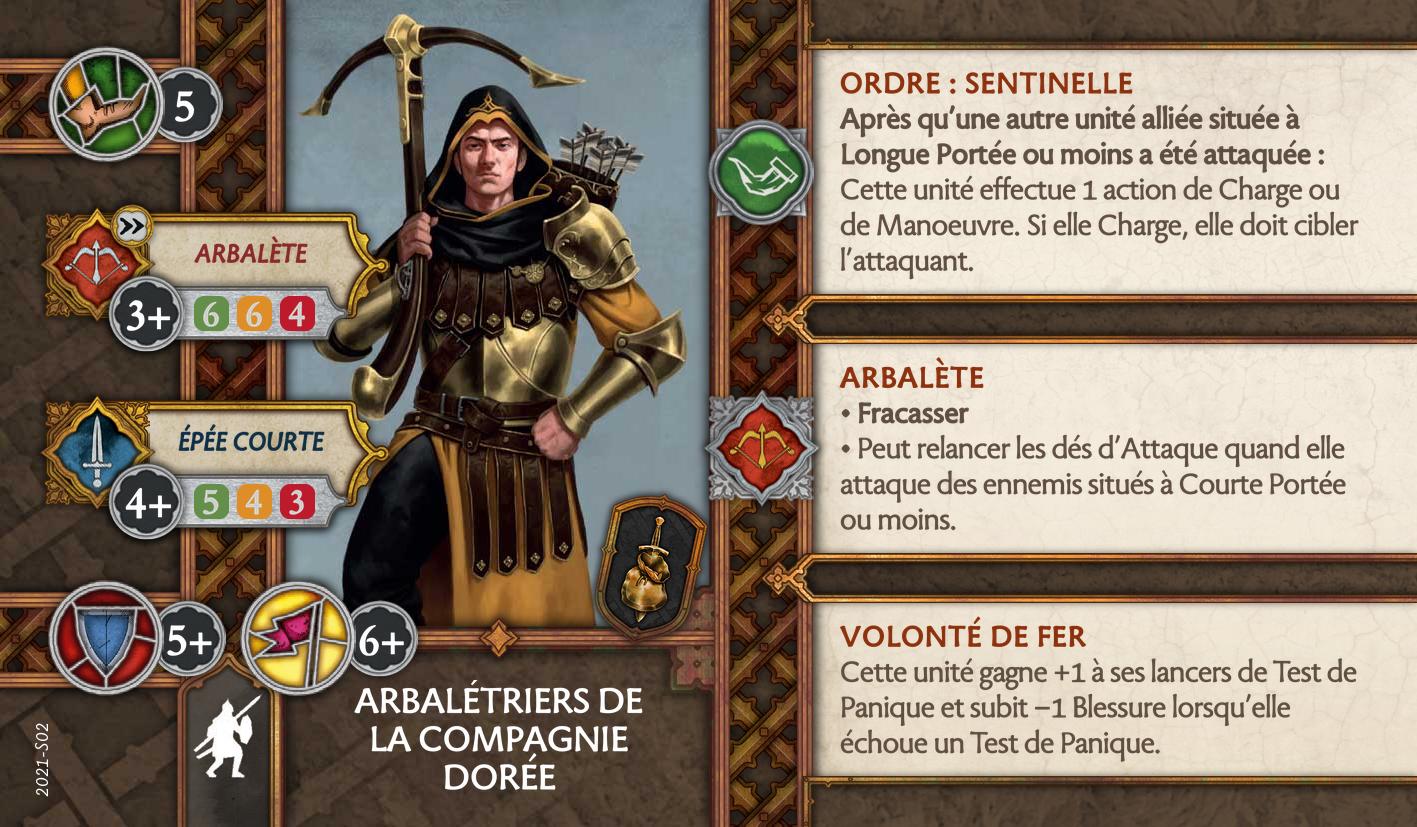 5
ARBALÈTE
3+
6 6 4
ÉPÉE COURTE
4+
5 4 3
5+
6+
ARBALÉTRIERS DE
LA COMPAGNIE
DORÉE
2021-S02
ORDRE : SENTINELLE
Après qu’une autre unité alliée située à
Longue Portée ou moins a été attaquée :
Cette unité effectue 1 action de Charge ou
de Manoeuvre. Si elle Charge, elle doit cibler
l’attaquant.
ARBALÈTE
• Fracasser
• Peut relancer les dés d’Attaque quand elle
attaque des ennemis situés à Courte Portée
ou moins.
VOLONTÉ DE FER
Cette unité gagne +1 à ses lancers de Test de
Panique et subit –1 Blessure lorsqu’elle
échoue un Test de Panique.